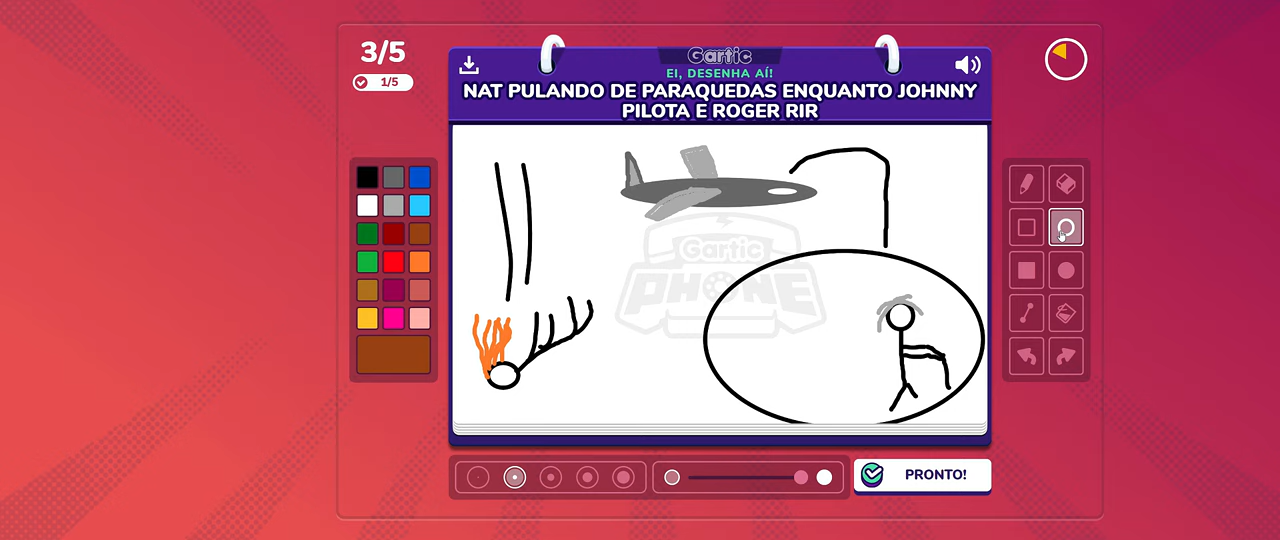 3/5
1/5
Gartic
EI, DESENHA AÍ!
NAT PULANDO DE PARAQUEDAS ENQUANTO JOHNNY
PILOTA E ROGER RIR
Gartic
PHONE
PRONTO!